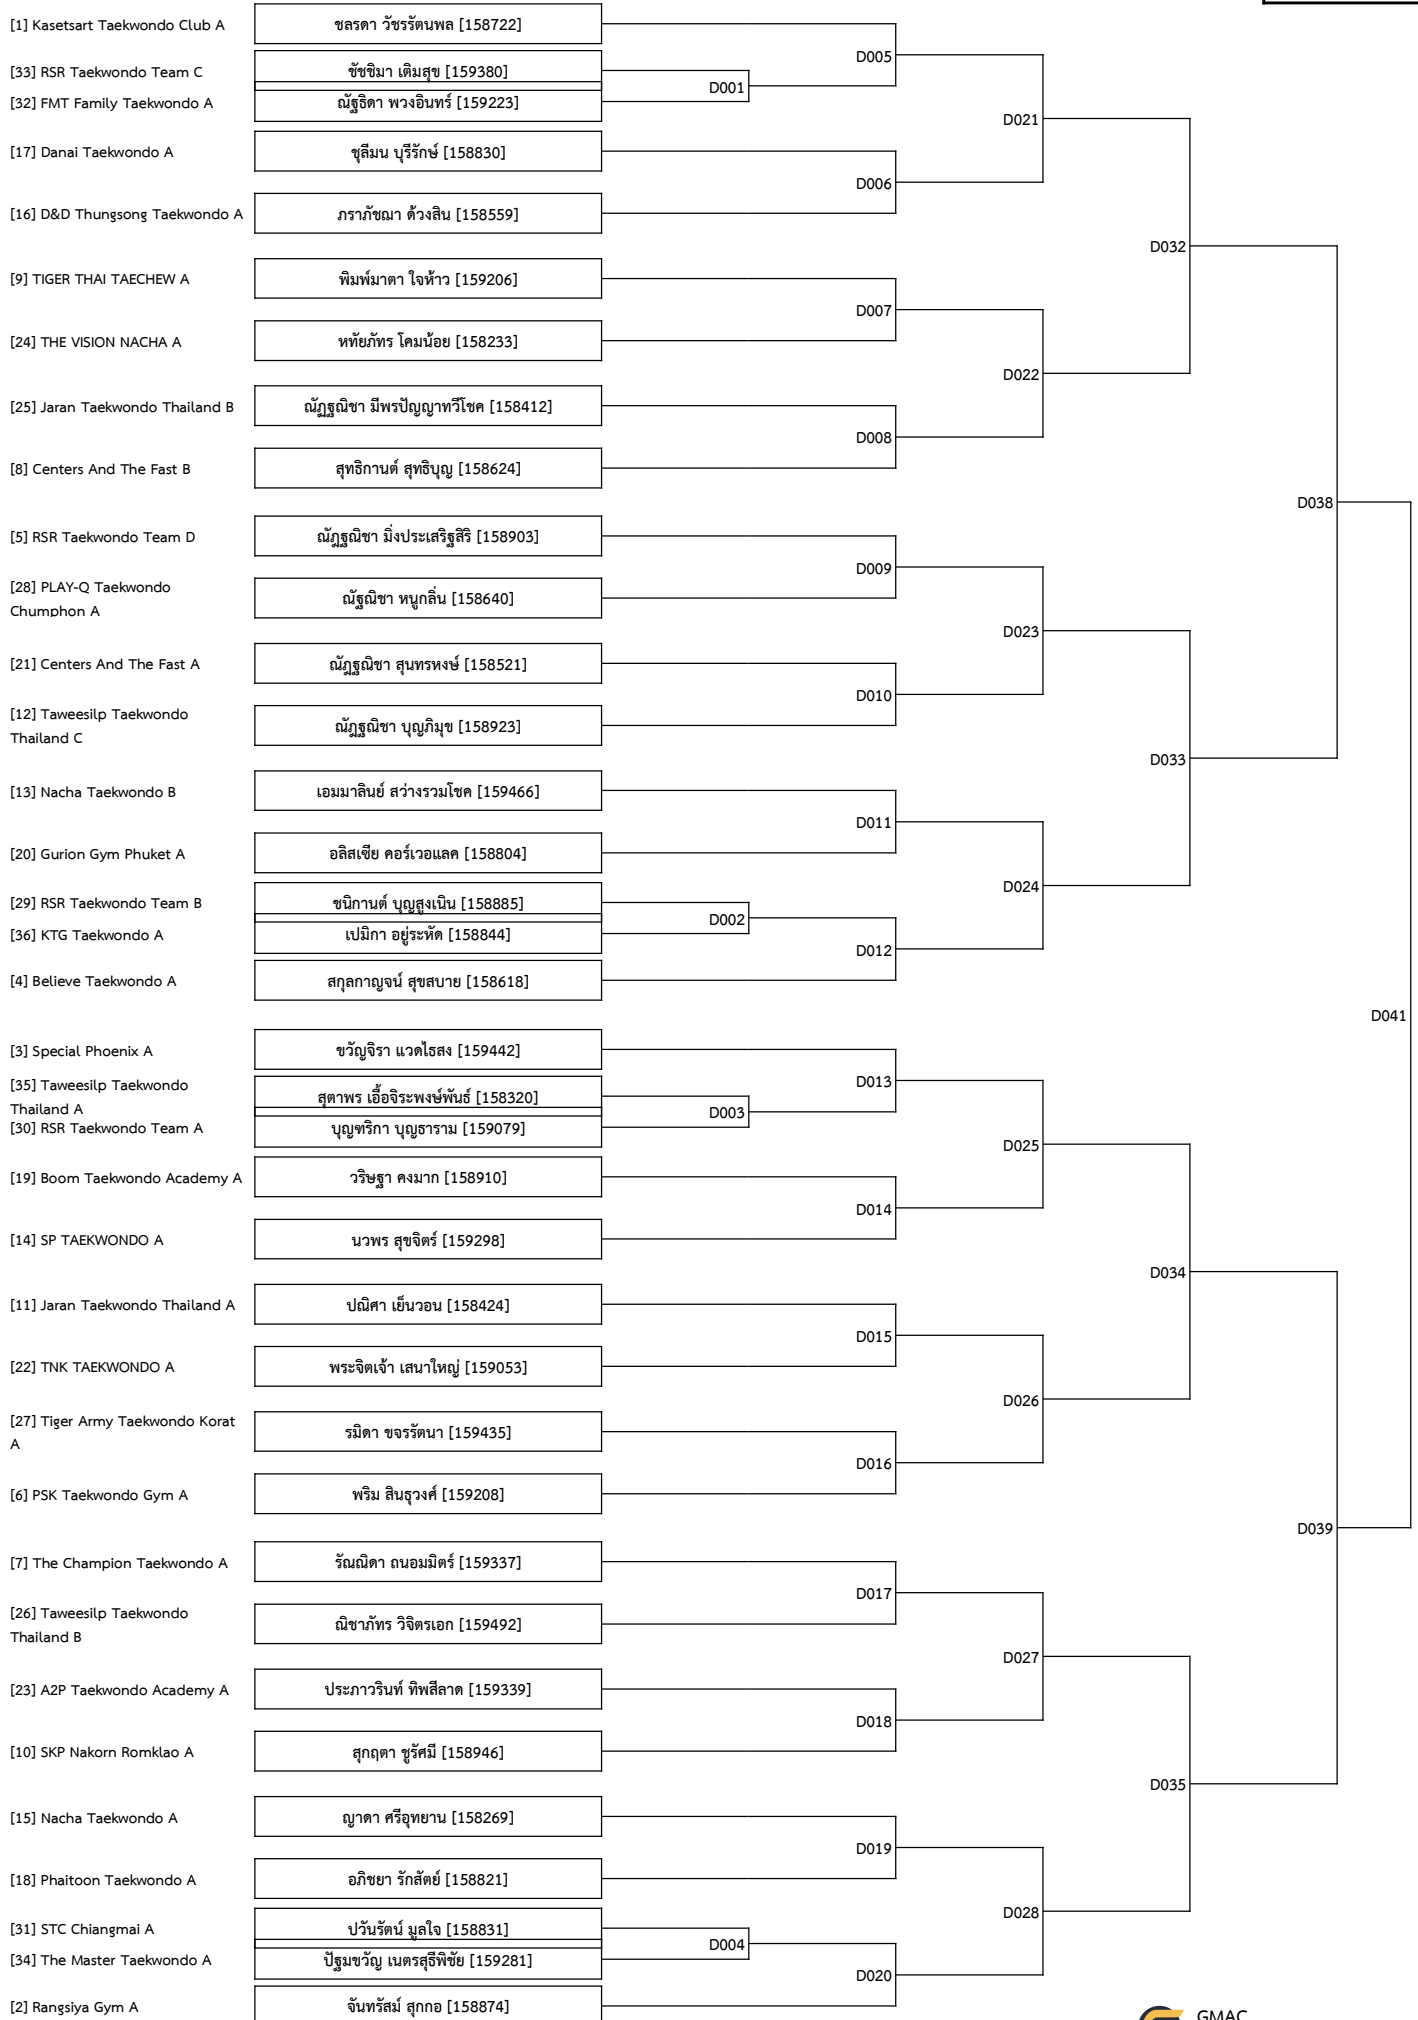 [1] Kasetsart Taekwondo Club A ชลรดา วัชรรัตนพล [158722]
D005
[33] RSR Taekwondo Team C ชัชชิมา เติมสุข [159380]
D001
[32] FMT Family Taekwondo A ณัฐธิดา พวงอินทร์ [159223]
D021
[17] Danai Taekwondo A ชุลีมน บุรีรักษ์ [158830]
D006
[16] D&D Thungsong Taekwondo A ภราภัชฌา ด้วงสิน [158559]
D032
[9] TIGER THAI TAECHEW A พิมพ์มาตา ใจห้าว [159206]
D007
[24] THE VISION NACHA A หทัยภัทร โคมน้อย [158233]
D022
[25] Jaran Taekwondo Thailand B ณัฏฐณิชา มีพรปัญญาทวีโชค [158412]
D008
[8] Centers And The Fast B สุทธิกานต์ สุทธิบุญ [158624]
D038
[5] RSR Taekwondo Team D ณัฎฐณิชา มิ่งประเสริฐสิริ [158903]
D009
[28] PLAY-Q Taekwondo
Chumphon A
ณัฐณิชา หนูกลิ่น [158640]
D023
[21] Centers And The Fast A ณัฎฐณิชา สุนทรหงษ์ [158521]
D010
[12] Taweesilp Taekwondo
Thailand C
ณัฎฐณิชา บุญภิมุข [158923]
D033
[13] Nacha Taekwondo B เอมมาลินย์ สว่างรวมโชค [159466]
D011
[20] Gurion Gym Phuket A อลิสเซีย คอร์เวอแลค [158804]
D024
[29] RSR Taekwondo Team B ชนิกานต์ บุญสูงเนิน [158885]
D002
[36] KTG Taekwondo A เปมิกา อยู่ระหัด [158844]
D012
[4] Believe Taekwondo A สกุลกาญจน์ สุขสบาย [158618]
D041
[3] Special Phoenix A ขวัญจิรา แวดไธสง [159442]
D013
[35] Taweesilp Taekwondo
Thailand A
สุตาพร เอื้อจิระพงษ์พันธ์ [158320]
D003
[30] RSR Taekwondo Team A บุญฑริกา บุญธาราม [159079]
D025
[19] Boom Taekwondo Academy A วริษฐา คงมาก [158910]
D014
[14] SP TAEKWONDO A นวพร สุขจิตร์ [159298]
D034
[11] Jaran Taekwondo Thailand A ปณิศา เย็นวอน [158424]
D015
[22] TNK TAEKWONDO A พระจิตเจ้า เสนาใหญ่ [159053]
D026
[27] Tiger Army Taekwondo Korat
A
รมิดา ขจรรัตนา [159435]
D016
[6] PSK Taekwondo Gym A พริม สินธุวงศ์ [159208]
D039
[7] The Champion Taekwondo A รัณณิดา ถนอมมิตร์ [159337]
D017
[26] Taweesilp Taekwondo
Thailand B
ณิชาภัทร วิจิตรเอก [159492]
D027
[23] A2P Taekwondo Academy A ประภาวรินท์ ทิพสีลาด [159339]
D018
[10] SKP Nakorn Romklao A สุกฤตา ชูรัศมี [158946]
D035
[15] Nacha Taekwondo A ญาดา ศรีอุทยาน [158269]
D019
[18] Phaitoon Taekwondo A อภิชยา รักสัตย์ [158821]
D028
[31] STC Chiangmai A ปวันรัตน์ มูลใจ [158831]
D004
[34] The Master Taekwondo A ปัฐมขวัญ เนตรสุธีพิชัย [159281]
D020
[2] Rangsiya Gym A จันทรัสม์ สุกกอ [158874]
GMAC